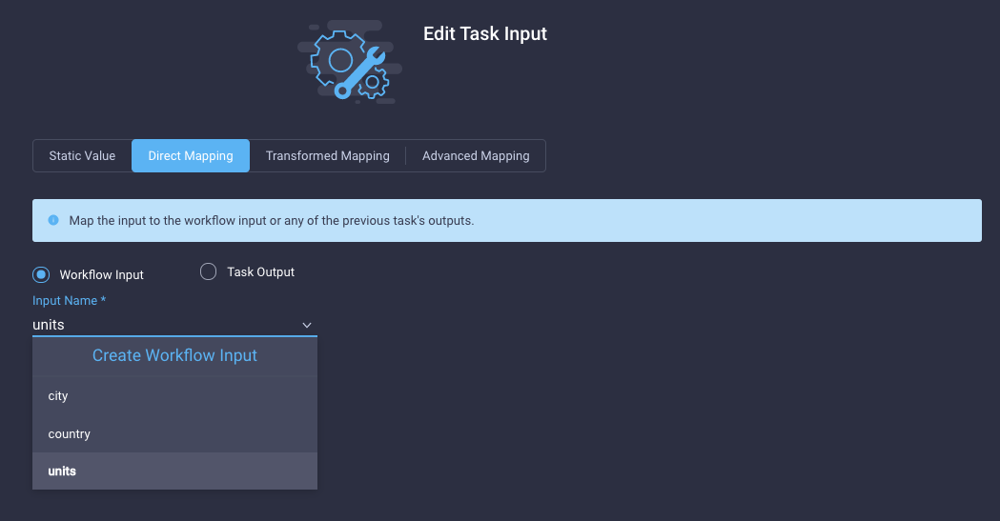 Edit Task Input
Static Value Direct Mapping Transformed Mapping Advanced Mapping
Map the input to the workflow input or any of the previous task's outputs.
Workflow Input Task Output
Input Name *
units
Create Workflow Input
city
country
units